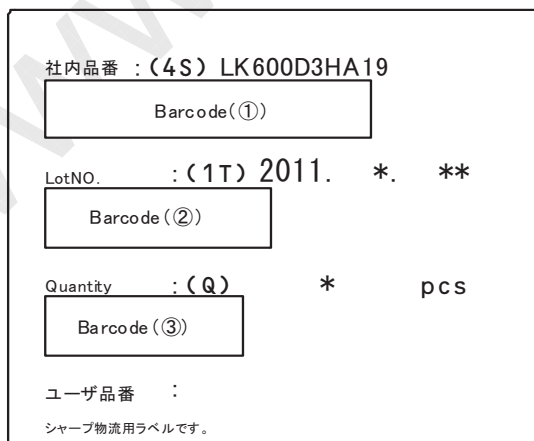 社内品番 : (4S) LK600D3HA19
Barcode(①)
LotNO. : (1T) 2011. *. **
Barcode(②)
Quantity : (Q) * pcs
Barcode(③)
ユーザ品番 :
シャープ物流用ラベルです。